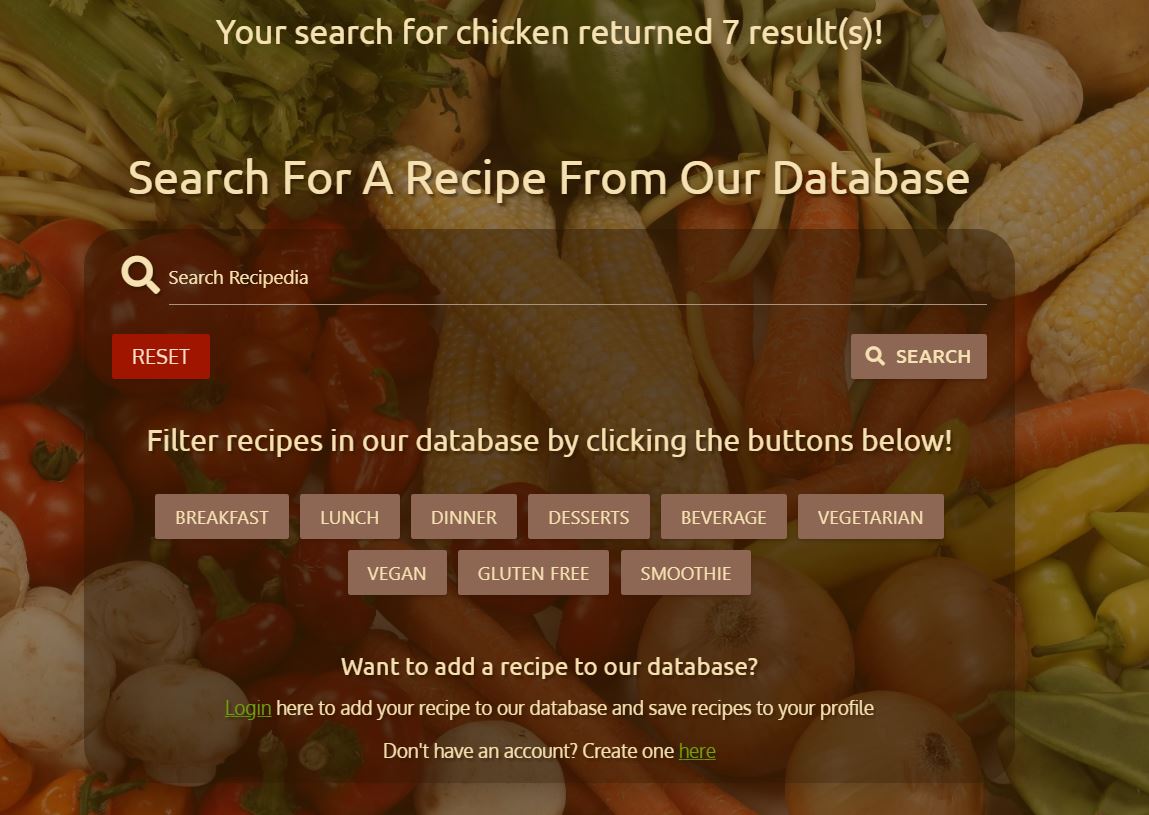 Your search for chicken returned 7 result(s)!
Search For A Recipe From Our Database
Search Recipedia
RESET
SEARCH
Filter recipes in our database by clicking the buttons below!
BREAKFAST LUNCH DINNER DESSERTS BEVERAGE VEGETARIAN
VEGAN GLUTEN FREE SMOOTHIE
Want to add a recipe to our database?
Login here to add your recipe to our database and save recipes to your profile
Don't have an account? Create one here